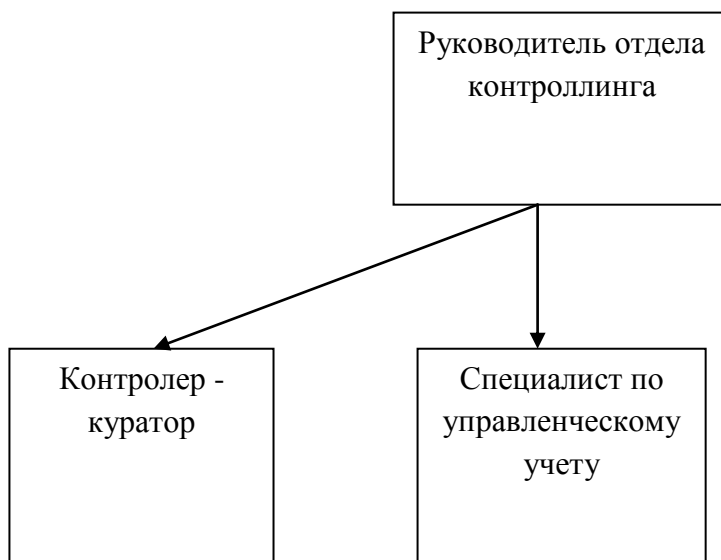 Руководитель отдела
контроллинга
Контролер -
куратор
Специалист по
управленческому
учету